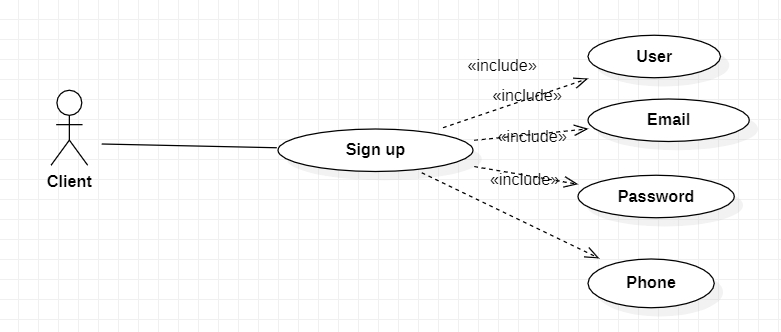 «include»
User
«include»
Email
«include»
Sign up
Client
«include»
Password
Phone